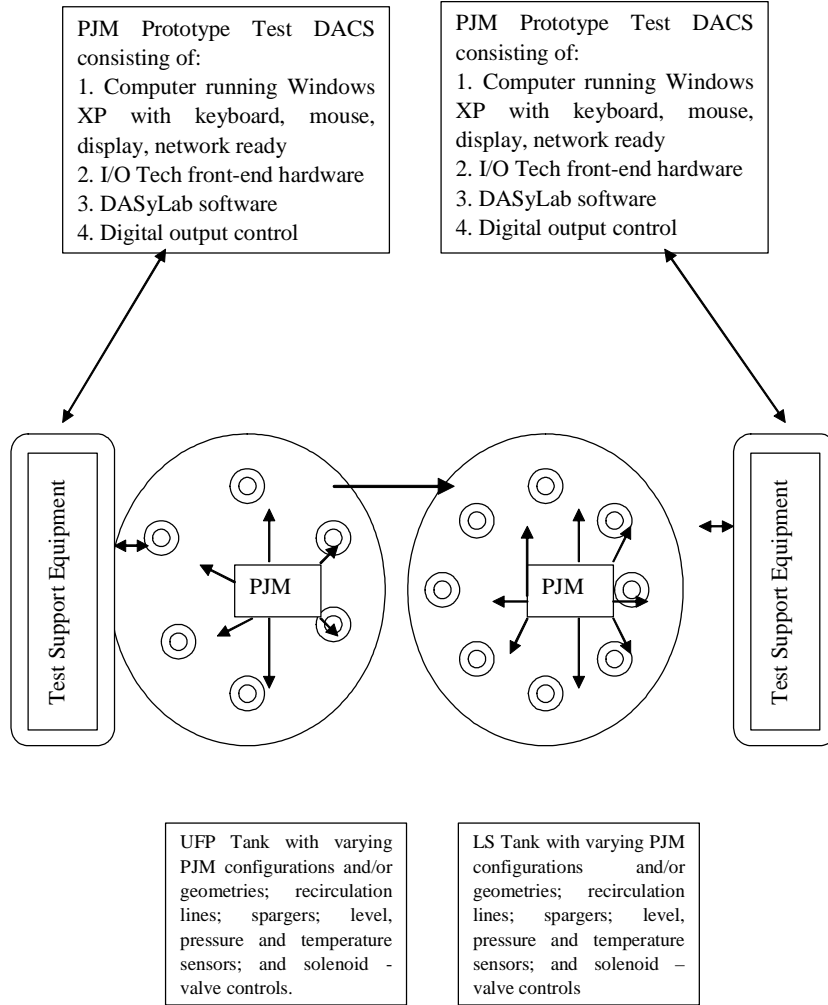 PJM Prototype Test DACS
consisting of:
1. Computer running Windows
XP with keyboard, mouse,
display, network ready
2. I/O Tech front-end hardware
3. DASyLab software
4. Digital output control
PJM Prototype Test DACS
consisting of:
1. Computer running Windows
XP with keyboard, mouse,
display, network ready
2. I/O Tech front-end hardware
3. DASyLab software
4. Digital output control
Test Support Equipment
PJM
PJM
Test Support Equipment
UFP Tank with varying
PJM configurations and/or
geometries; recirculation
lines; spargers; level,
pressure and temperature
sensors; and solenoid -
valve controls.
LS Tank with varying PJM
configurations and/or
geometries; recirculation
lines; spargers; level,
pressure and temperature
sensors; and solenoid –
valve controls